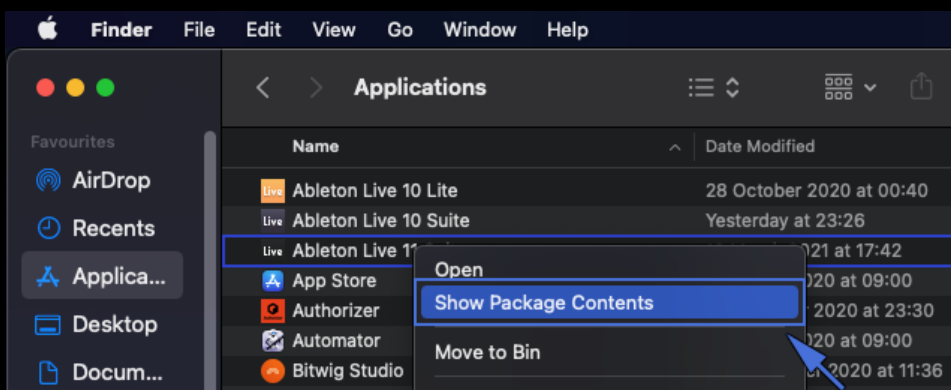 Finder File Edit View Go Window Help
Applications
Favourites
AirDrop
Recents
Applica...
Desktop
Docum...
Name Date Modified
Live Ableton Live 10 Lite 28 October 2020 at 00:40
Live Ableton Live 10 Suite Yesterday at 23:26
Live Ableton Live 11 2021 at 17:42
App Store 2020 at 09:00
Authorizer 2020 at 23:30
Automator 2020 at 09:00
Bitwig Studio 2020 at 11:36
Open
Show Package Contents
Move to Bin